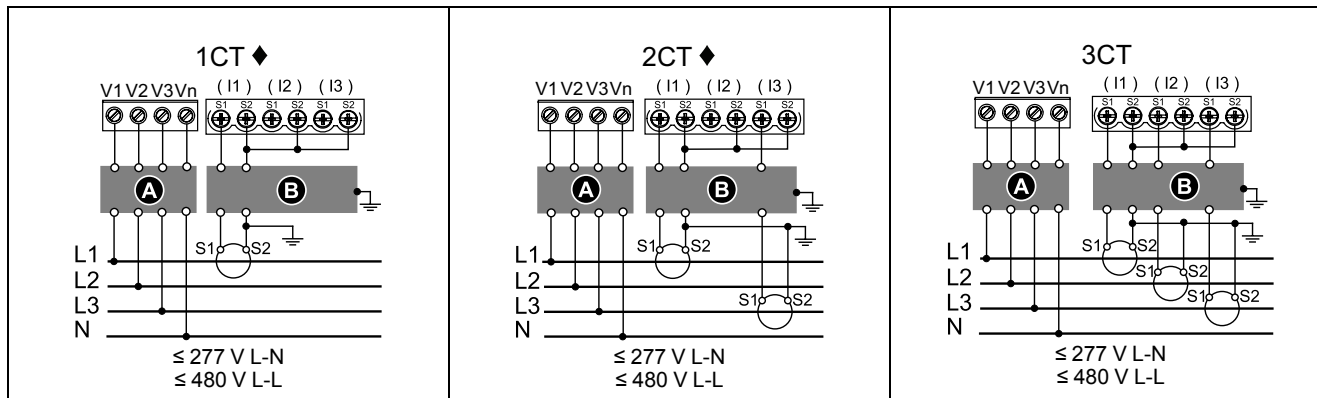 1CT ♦
V1 V2 V3 Vn
( I1 ) ( I2 ) ( I3 )
S1 S2 S1 S2 S1 S2
A
B
S1 S2
L1
L2
L3
N
≤ 277 V L-N
≤ 480 V L-L
2CT ♦
V1 V2 V3 Vn
( I1 ) ( I2 ) ( I3 )
S1 S2 S1 S2 S1 S2
A
B
S1 S2
L1
L2
L3
S1 S2
N
≤ 277 V L-N
≤ 480 V L-L
3CT
V1 V2 V3 Vn
( I1 ) ( I2 ) ( I3 )
S1 S2 S1 S2 S1 S2
A
B
S1 S2
L1
S1 S2
L2
S1 S2
L3
N
≤ 277 V L-N
≤ 480 V L-L